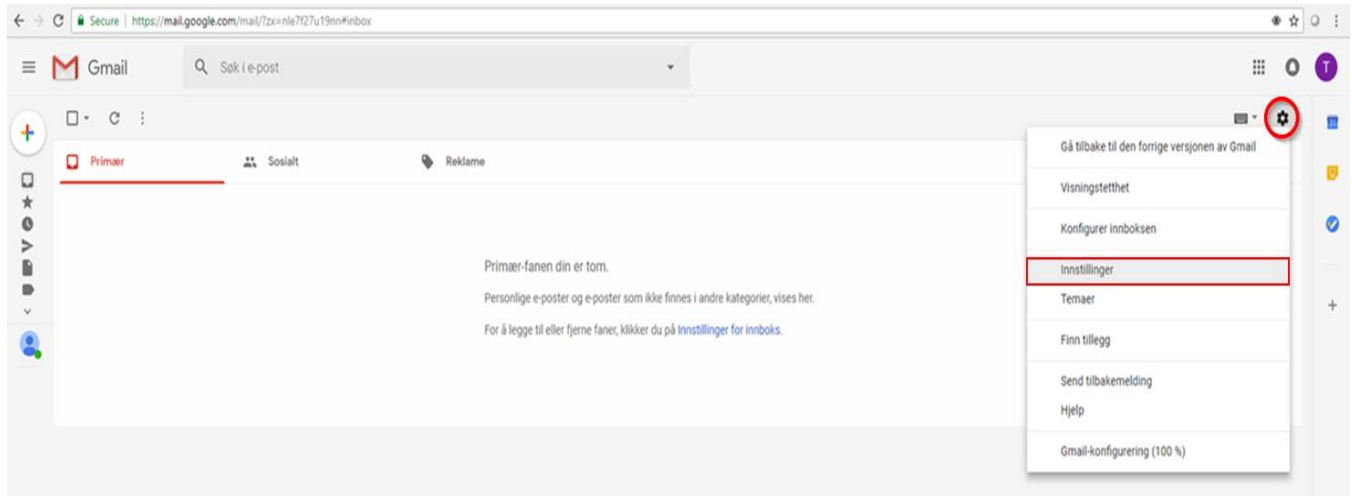 Secure | https://mail.google.com/mail/?zx=nle7f27u19nn#inbox
Gmail
Søk i e-post
T
Primær
Sosialt
Reklame
Primær-fanen din er tom.
Personlige e-poster og e-poster som ikke finnes i andre kategorier, vises her.
For å legge til eller fjerne faner, klikker du på Innstillinger for innboks.
Gå tilbake til den forrige versjonen av Gmail
Visningstetthet
Konfigurer innboksen
Innstillinger
Temaer
Finn tillegg
Send tilbakemelding
Hjelp
Gmail-konfigurering (100 %)